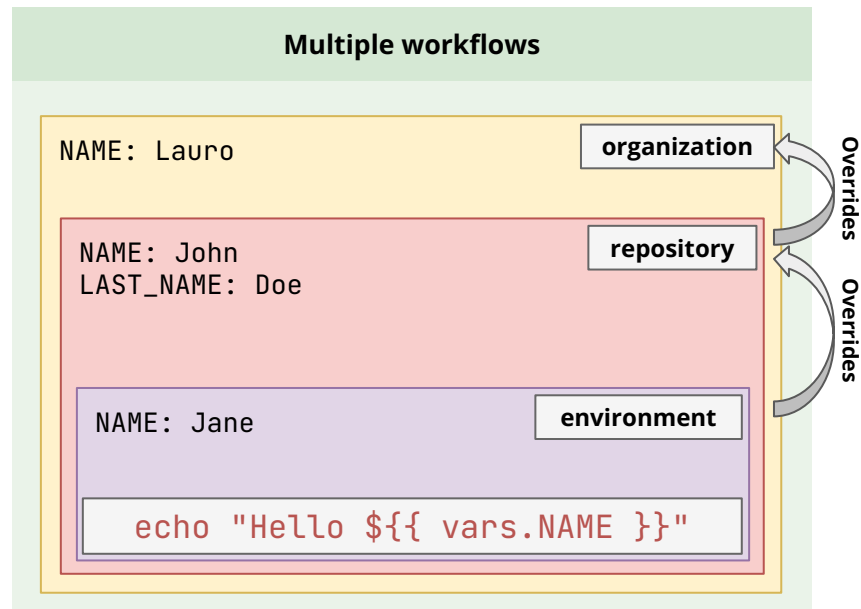 Multiple workflows
NAME: Lauro
organization
Overrides
NAME: John
LAST_NAME: Doe
repository
Overrides
NAME: Jane
environment
echo "Hello ${{ vars.NAME }}"